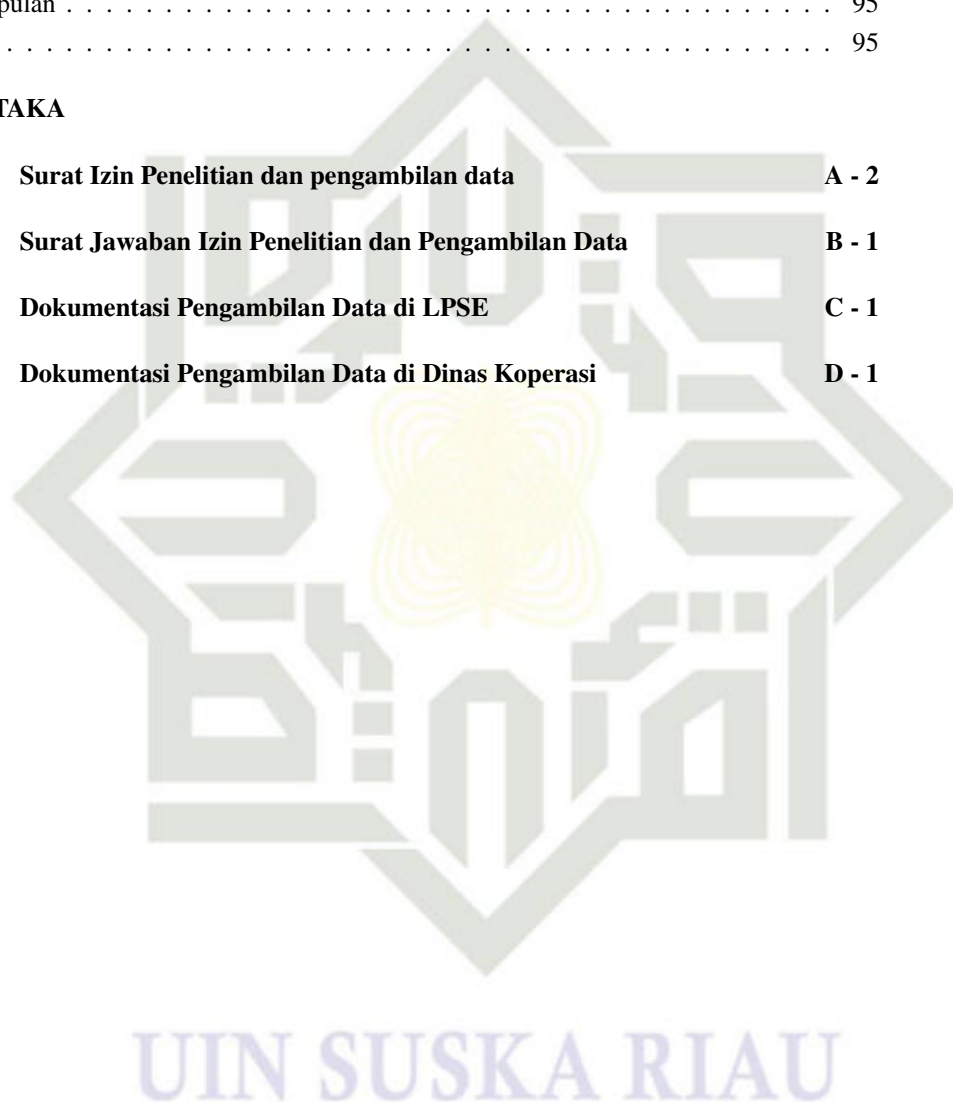 pulan . . . . . . . . . . . . . . . . . . . . . . . . . . . . . . . . . . . . . . . 95
. . . . . . . . . . . . . . . . . . . . . . . . . . . . . . . . . . . . . . . . . . 95
TAKA
Surat Izin Penelitian dan pengambilan data A - 2
Surat Jawaban Izin Penelitian dan Pengambilan Data B - 1
Dokumentasi Pengambilan Data di LPSE C - 1
Dokumentasi Pengambilan Data di Dinas Koperasi D - 1
UIN SUSKA RIAU